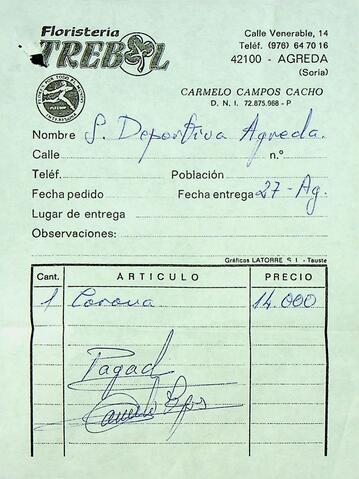 Floristería
TREBOL
Calle Venerable, 14
Teléf. (976) 64 70 16
42100 - AGREDA
(Soria)
CARMELO CAMPOS CACHO
D. N. I. 72.875.968 - P
Nombre S. Deportiva Agreda.
Calle n.º
Teléf. Población
Fecha pedido Fecha entrega 27-Ag.
Lugar de entrega
Observaciones:
Gráficas LATORRE S. L. - Tauste
Cant. ARTICULO PRECIO
1 Corona 14.000
Pagad